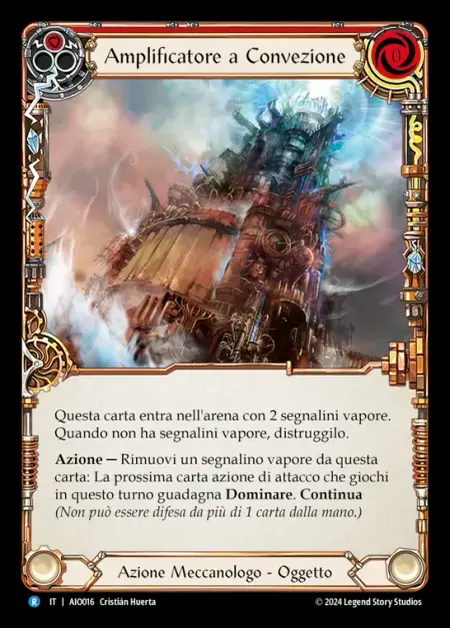 Amplificatore a Convezione
0
Questa carta entra nell'arena con 2 segnalini vapore.
Quando non ha segnalini vapore, distruggilo.
Azione — Rimuovi un segnalino vapore da questa
carta: La prossima carta azione di attacco che giochi
in questo turno guadagna Dominare. Continua
(Non può essere difesa da più di 1 carta dalla mano.)
Azione Meccanologo - Oggetto
R IT | AIO016 Cristián Huerta
© 2024 Legend Story Studios